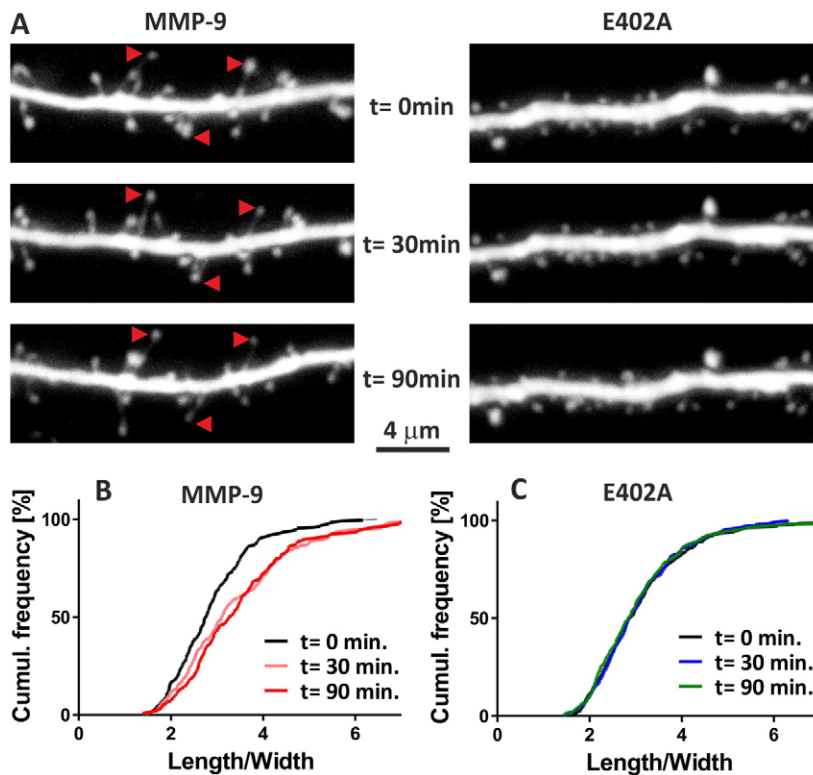 A
MMP-9
E402A
t= 0min
t= 30min
t= 90min
4 μm
B
MMP-9
Cumul. frequency [%]
100
50
0
0
2
4
6
Length/Width
t= 0 min.
t= 30 min.
t= 90 min.
C
E402A
Cumul. frequency [%]
100
50
0
0
2
4
6
Length/Width
t= 0 min.
t= 30 min.
t= 90 min.